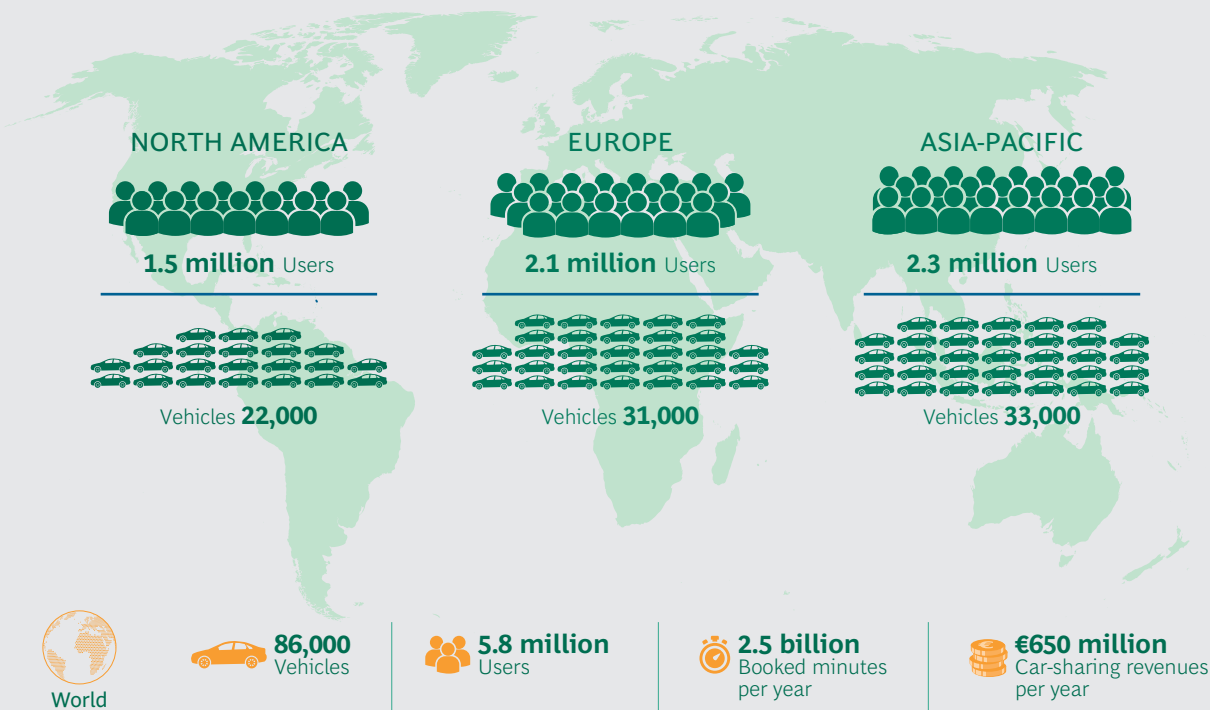 NORTH AMERICA
1.5 million Users
Vehicles 22,000
EUROPE
2.1 million Users
Vehicles 31,000
ASIA-PACIFIC
2.3 million Users
Vehicles 33,000
World
86,000
Vehicles
5.8 million
Users
2.5 billion
Booked minutes
per year
€650 million
Car-sharing revenues
per year